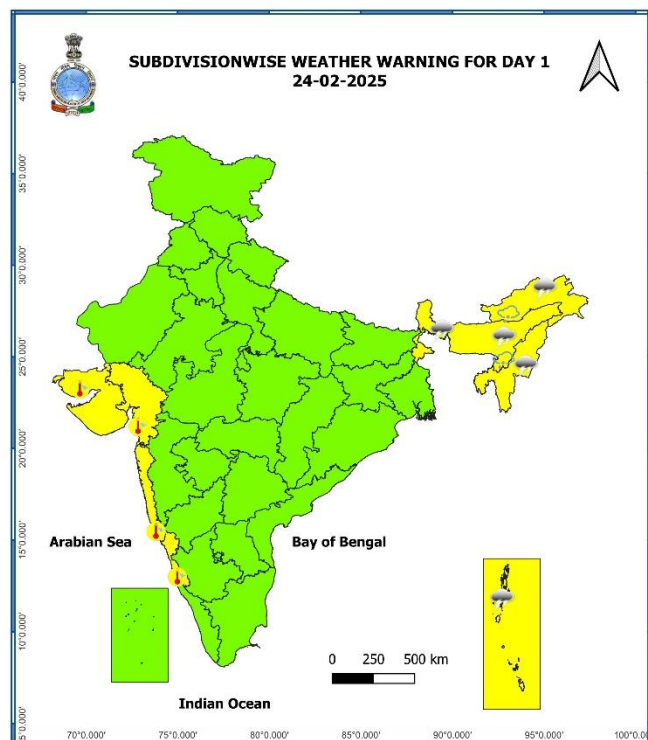 SUBDIVISIONWISE WEATHER WARNING FOR DAY 1
24-02-2025
40°0.000'
35°0.000'
30°0.000'
25°0.000'
20°0.000'
15°0.000'
10°0.000'
5°0.000'
Arabian Sea
Bay of Bengal
0 250 500 km
Indian Ocean
70°0.000' 75°0.000' 80°0.000' 85°0.000' 90°0.000' 95°0.000'